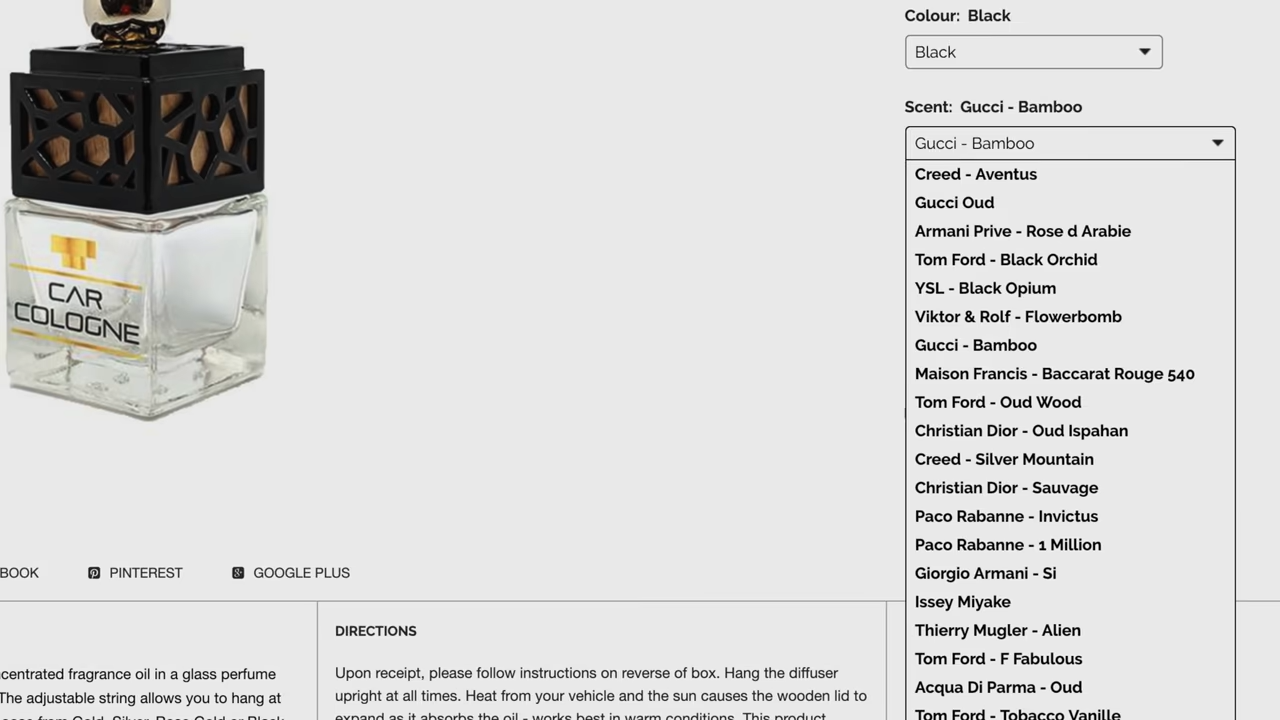 Colour: Black
Black
Scent: Gucci - Bamboo
Gucci - Bamboo
Creed - Aventus
Gucci Oud
Armani Prive - Rose d Arabie
Tom Ford - Black Orchid
YSL - Black Opium
Viktor & Rolf - Flowerbomb
Gucci - Bamboo
Maison Francis - Baccarat Rouge 540
Tom Ford - Oud Wood
Christian Dior - Oud Ispahan
Creed - Silver Mountain
Christian Dior - Sauvage
Paco Rabanne - Invictus
Paco Rabanne - 1 Million
Giorgio Armani - Si
Issey Miyake
Thierry Mugler - Alien
Tom Ford - F Fabulous
Acqua Di Parma - Oud
Tom Ford - Tobacco Vanille
CAR
COLOGNE
BOOK
PINTEREST
GOOGLE PLUS
ncentrated fragrance oil in a glass perfume
The adjustable string allows you to hang at
DIRECTIONS
Upon receipt, please follow instructions on reverse of box. Hang the diffuser
upright at all times. Heat from your vehicle and the sun causes the wooden lid to
expand as it absorbs the oil - works best in warm conditions. This product